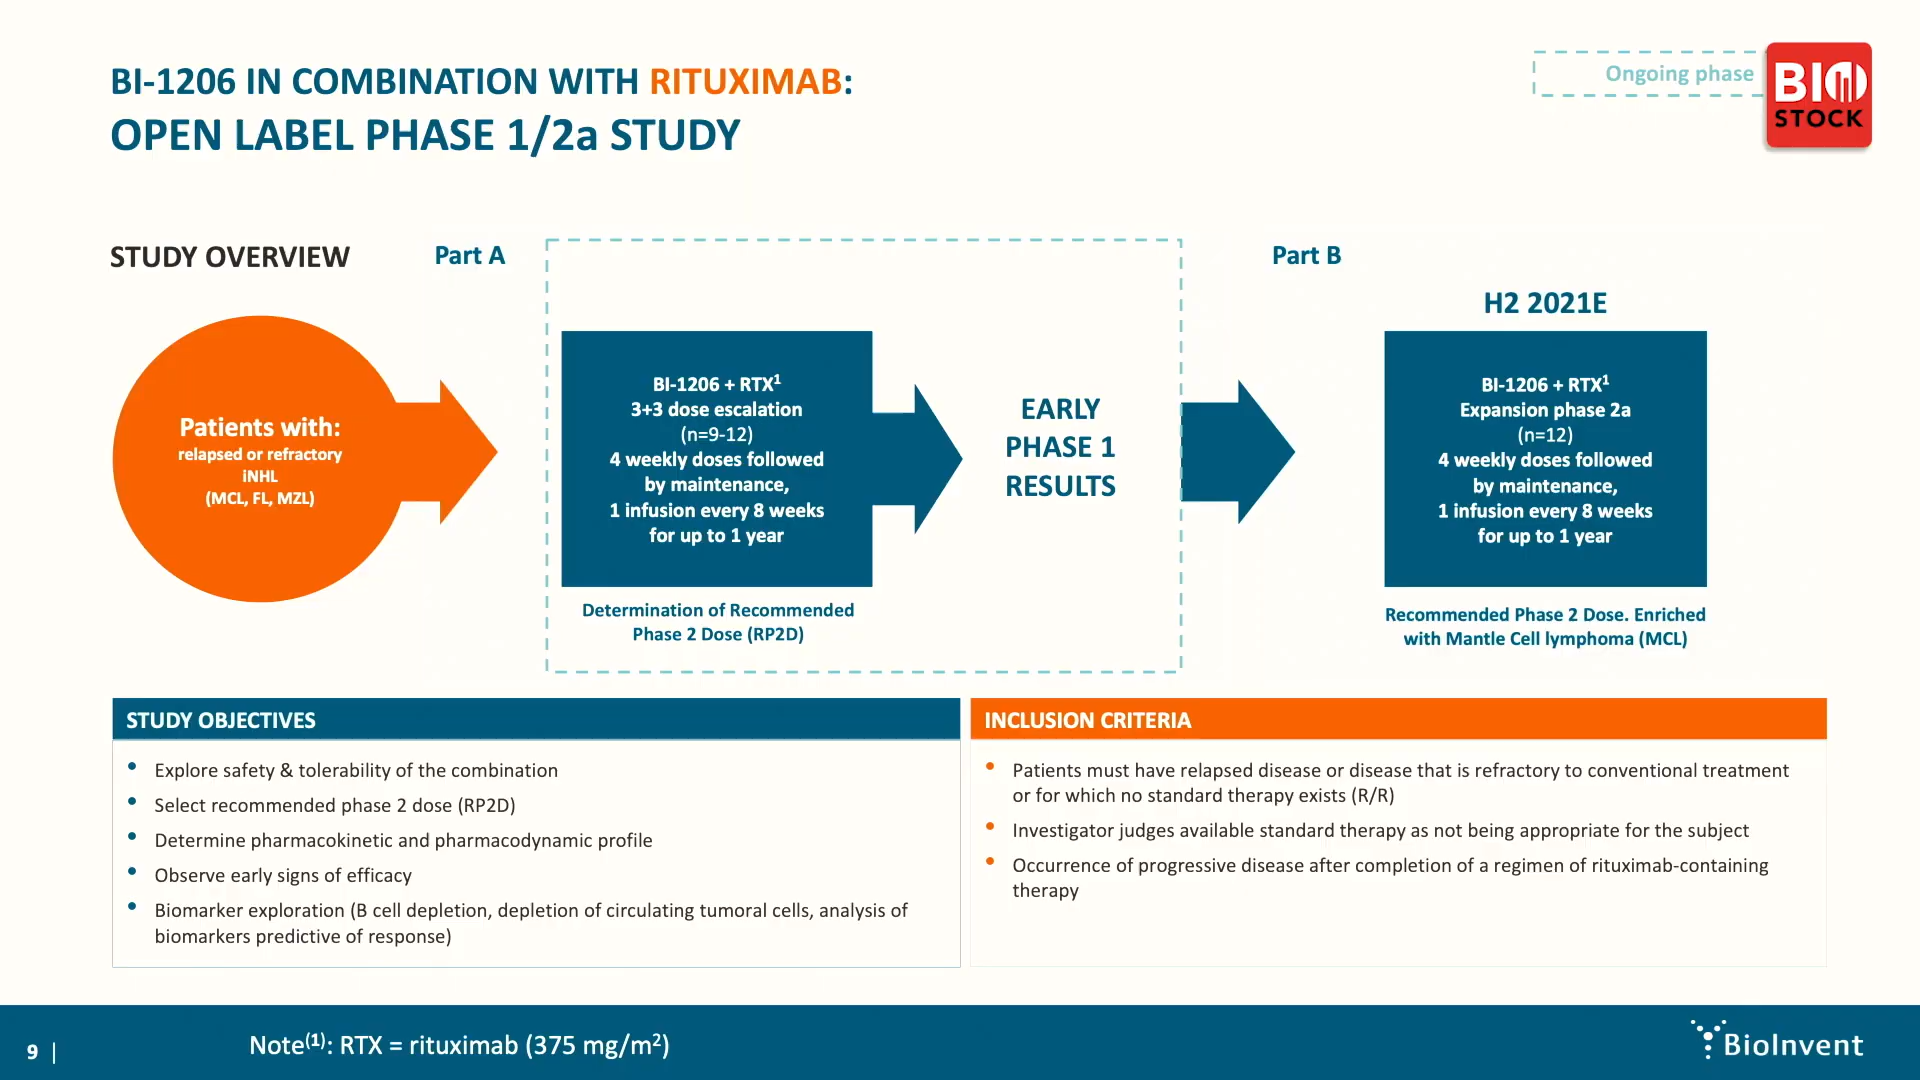 BI-1206 IN COMBINATION WITH RITUXIMAB:
OPEN LABEL PHASE 1/2a STUDY
Ongoing phase
BIO
STOCK
STUDY OVERVIEW
Part A
Part B
H2 2021E
Patients with:
relapsed or refractory
iNHL
(MCL, FL, MZL)
BI-1206 + RTX¹
3+3 dose escalation
(n=9-12)
4 weekly doses followed
by maintenance,
1 infusion every 8 weeks
for up to 1 year
Determination of Recommended
Phase 2 Dose (RP2D)
EARLY
PHASE 1
RESULTS
BI-1206 + RTX¹
Expansion phase 2a
(n=12)
4 weekly doses followed
by maintenance,
1 infusion every 8 weeks
for up to 1 year
Recommended Phase 2 Dose. Enriched
with Mantle Cell lymphoma (MCL)
STUDY OBJECTIVES
• Explore safety & tolerability of the combination
• Select recommended phase 2 dose (RP2D)
• Determine pharmacokinetic and pharmacodynamic profile
• Observe early signs of efficacy
• Biomarker exploration (B cell depletion, depletion of circulating tumoral cells, analysis of
biomarkers predictive of response)
INCLUSION CRITERIA
• Patients must have relapsed disease or disease that is refractory to conventional treatment
or for which no standard therapy exists (R/R)
• Investigator judges available standard therapy as not being appropriate for the subject
• Occurrence of progressive disease after completion of a regimen of rituximab-containing
therapy
9 |
Note⁽¹⁾: RTX = rituximab (375 mg/m²)
BioInvent